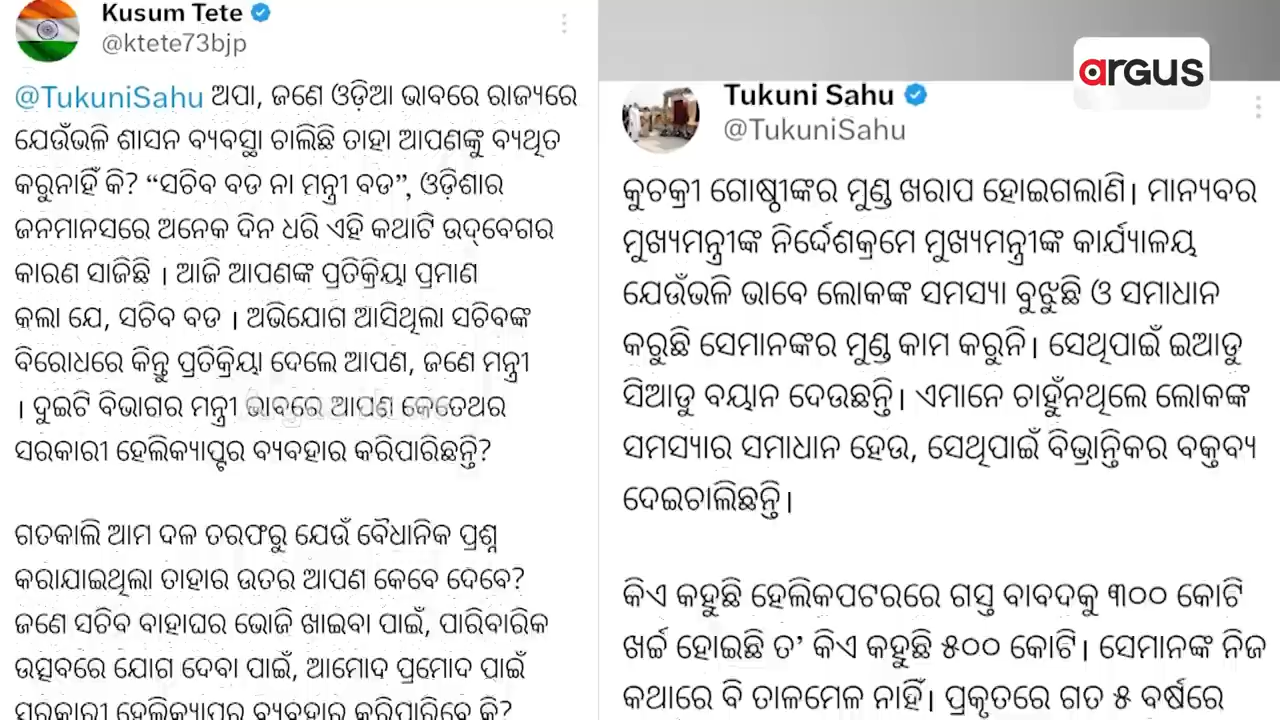 Kusum Tete
@ktete73bjp
@TukuniSahu ଅପା, ଜଣେ ଓଡ଼ିଆ ଭାବରେ ରାଜ୍ୟରେ
ଯେଉଁଭଳି ଶାସନ ବ୍ୟବସ୍ଥା ଚାଲିଛି ତାହା ଆପଣଙ୍କୁ ବ୍ୟଥିତ
କରୁନାହିଁ କି? “ସଚିବ ବଡ ନା ମନ୍ତ୍ରୀ ବଡ”, ଓଡ଼ିଶାର
ଜନମାନସରେ ଅନେକ ଦିନ ଧରି ଏହି କଥାଟି ଉଦ୍‌ବେଗର
କାରଣ ସାଜିଛି । ଆଜି ଆପଣଙ୍କ ପ୍ରତିକ୍ରିୟା ପ୍ରମାଣ
କଲା ଯେ, ସଚିବ ବଡ । ଅଭିଯୋଗ ଆସିଥିଲା ସଚିବଙ୍କ
ବିରୋଧରେ କିନ୍ତୁ ପ୍ରତିକ୍ରିୟା ଦେଲେ ଆପଣ, ଜଣେ ମନ୍ତ୍ରୀ
। ଦୁଇଟି ବିଭାଗର ମନ୍ତ୍ରୀ ଭାବରେ ଆପଣ କେତେଥର
ସରକାରୀ ହେଲିକ୍ୟାପ୍ଟର ବ୍ୟବହାର କରିପାରିଛନ୍ତି?
ଗତକାଲି ଆମ ଦଳ ତରଫରୁ ଯେଉଁ ବୈଧାନିକ ପ୍ରଶ୍ନ
କରାଯାଇଥିଲା ତାହାର ଉତର ଆପଣ କେବେ ଦେବେ?
ଜଣେ ସଚିବ ବାହାଘର ଭୋଜି ଖାଇବା ପାଇଁ, ପାରିବାରିକ
ଉତ୍ସବରେ ଯୋଗ ଦେବା ପାଇଁ, ଆମୋଦ ପ୍ରମୋଦ ପାଇଁ
ସରକାରୀ ହେଲିକ୍ୟାପ୍ଟର ବ୍ୟବହାର କରିପାରିବେ କି?
argus
Tukuni Sahu
@TukuniSahu
କୁଚକ୍ରୀ ଗୋଷ୍ଠୀଙ୍କର ମୁଣ୍ଡ ଖରାପ ହୋଇଗଲାଣି। ମାନ୍ୟବର
ମୁଖ୍ୟମନ୍ତ୍ରୀଙ୍କ ନିର୍ଦ୍ଦେଶକ୍ରମେ ମୁଖ୍ୟମନ୍ତ୍ରୀଙ୍କ କାର୍ଯ୍ୟାଳୟ
ଯେଉଁଭଳି ଭାବେ ଲୋକଙ୍କ ସମସ୍ୟା ବୁଝୁଛି ଓ ସମାଧାନ
କରୁଛି ସେମାନଙ୍କର ମୁଣ୍ଡ କାମ କରୁନି। ସେଥିପାଇଁ ଇଆଡୁ
ସିଆଡୁ ବୟାନ ଦେଉଛନ୍ତି। ଏମାନେ ଚାହୁଁନଥିଲେ ଲୋକଙ୍କ
ସମସ୍ୟାର ସମାଧାନ ହେଉ, ସେଥିପାଇଁ ବିଭ୍ରାନ୍ତିକର ବକ୍ତବ୍ୟ
ଦେଇଚାଲିଛନ୍ତି।
କିଏ କହୁଛି ହେଲିକପଟରରେ ଗସ୍ତ ବାବଦକୁ ୩୦୦ କୋଟି
ଖର୍ଚ୍ଚ ହୋଇଛି ତ’ କିଏ କହୁଛି ୫୦୦ କୋଟି। ସେମାନଙ୍କ ନିଜ
କଥାରେ ବି ତାଳମେଳ ନାହିଁ। ପ୍ରକୃତରେ ଗତ ୫ ବର୍ଷରେ